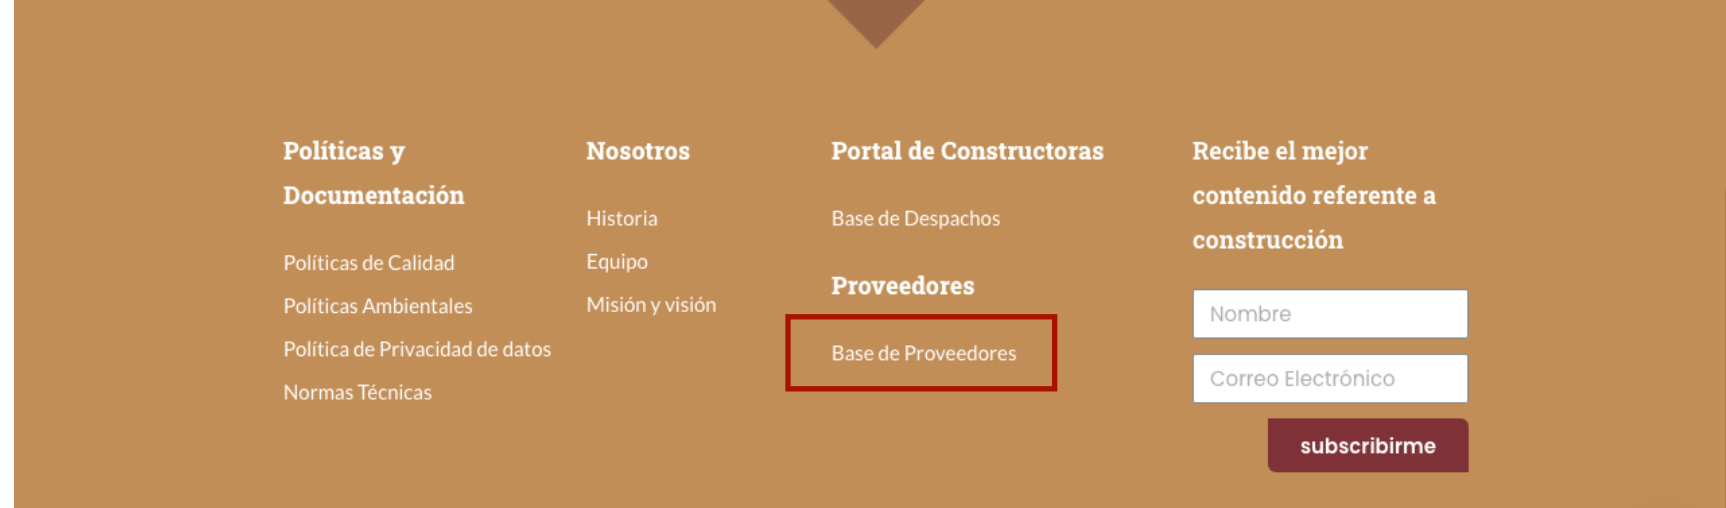 Políticas y
Documentación
Políticas de Calidad
Políticas Ambientales
Política de Privacidad de datos
Normas Técnicas
Nosotros
Historia
Equipo
Misión y visión
Portal de Constructoras
Base de Despachos
Proveedores
Base de Proveedores
Recibe el mejor
contenido referente a
construcción
Nombre
Correo Electrónico
subscribirme